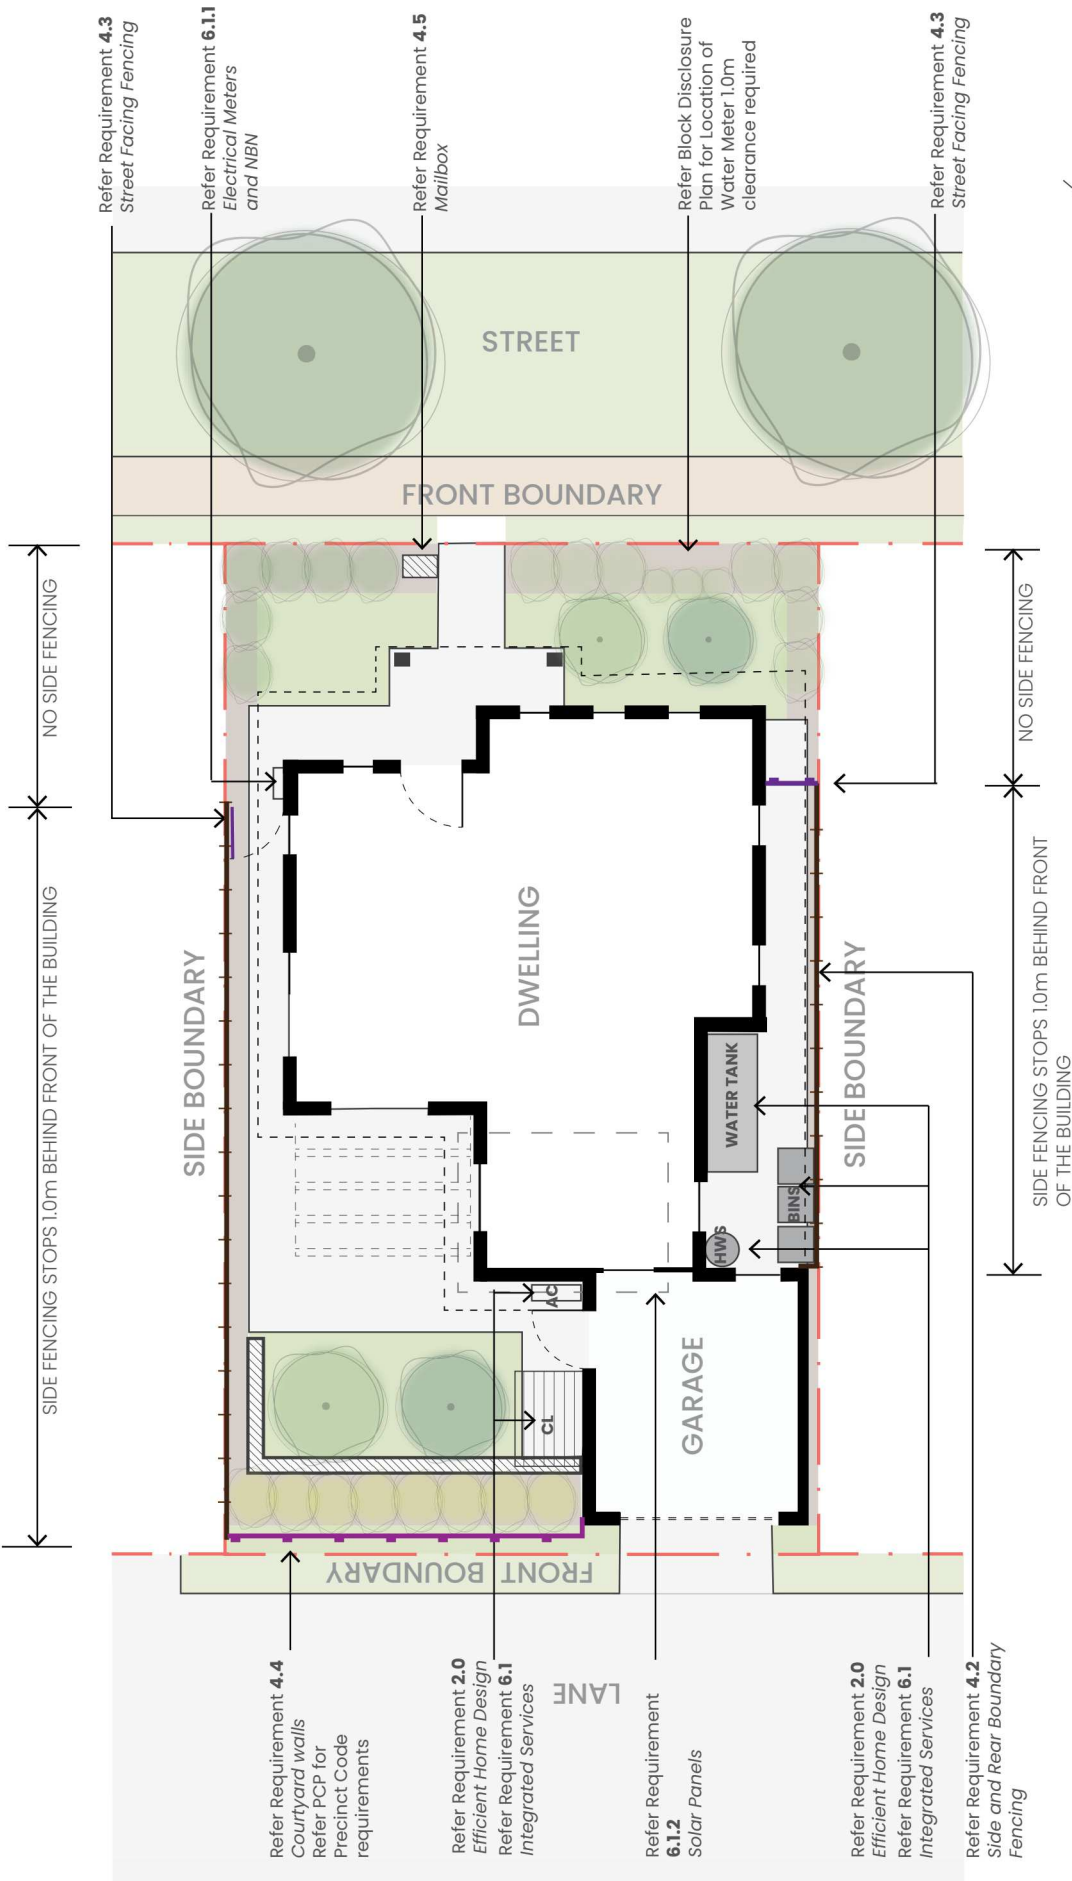 Refer Requirement 4.3
Street Facing Fencing
Refer Requirement 6.1.1
Electrical Meters
and NBN
Refer Requirement 4.5
Mailbox
Refer Block Disclosure
Plan for Location of
Water Meter 1.0m
clearance required
Refer Requirement 4.3
Street Facing Fencing
STREET
FRONT BOUNDARY
NO SIDE FENCING
NO SIDE FENCING
SIDE FENCING STOPS 1.0m BEHIND FRONT OF THE BUILDING
SIDE BOUNDARY
DWELLING
SIDE BOUNDARY
SIDE FENCING STOPS 1.0m BEHIND FRONT
OF THE BUILDING
WATER TANK
BINS
HWS
AC
CL
GARAGE
FRONT BOUNDARY
LANE
Refer Requirement 4.4
Courtyard walls
Refer PCP for
Precinct Code
requirements
Refer Requirement 2.0
Efficient Home Design
Refer Requirement 6.1
Integrated Services
Refer Requirement
6.1.2
Solar Panels
Refer Requirement 2.0
Efficient Home Design
Refer Requirement 6.1
Integrated Services
Refer Requirement 4.2
Side and Rear Boundary
Fencing